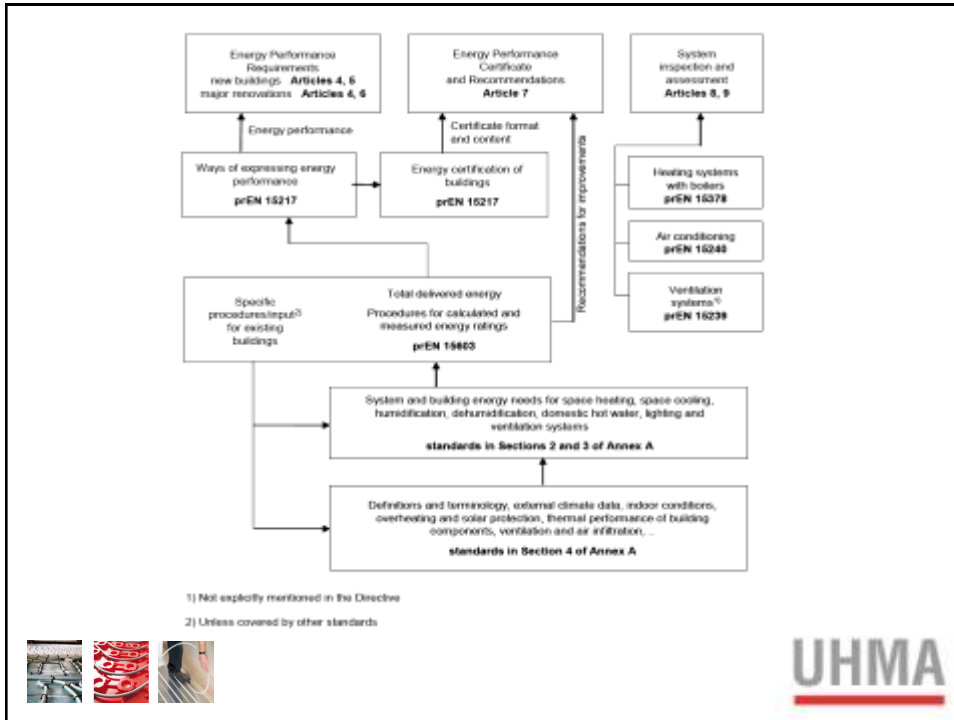 Energy Performance
Requirements
new buildings Articles 4, 5
major renovations Articles 4, 6
Energy Performance
Certificate
and Recommendations
Article 7
System
inspection and
assessment
Articles 8, 9
Energy performance
Certificate format
and content
Ways of expressing energy
performance
prEN 15217
Energy certification of
buildings
prEN 15217
Recommendations for improvements
Heating systems
with boilers
prEN 15378
Air conditioning
prEN 15240
Ventilation
systems1)
prEN 15239
Specific
procedures/input2)
for existing
buildings
Total delivered energy
Procedures for calculated and
measured energy ratings
prEN 15603
System and building energy needs for space heating, space cooling,
humidification, dehumidification, domestic hot water, lighting and
ventilation systems
standards in Sections 2 and 3 of Annex A
Definitions and terminology, external climate data, indoor conditions,
overheating and solar protection, thermal performance of building
components, ventilation and air infiltration, ..
standards in Section 4 of Annex A
1) Not explicitly mentioned in the Directive
2) Unless covered by other standards
UHMA